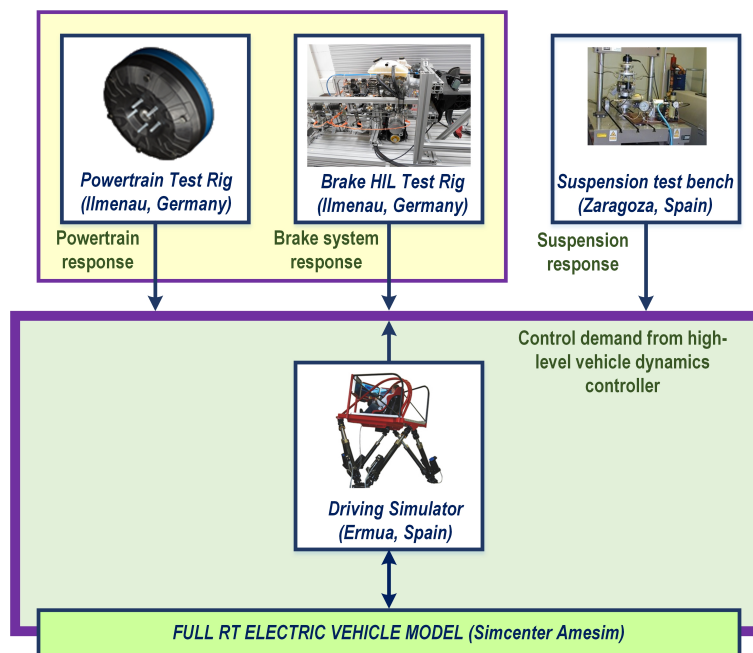 Powertrain Test Rig
(Ilmenau, Germany)
Brake HIL Test Rig
(Ilmenau, Germany)
Suspension test bench
(Zaragoza, Spain)
Powertrain
response
Brake system
response
Suspension
response
Control demand from high-
level vehicle dynamics
controller
Driving Simulator
(Ermua, Spain)
FULL RT ELECTRIC VEHICLE MODEL (Simcenter Amesim)